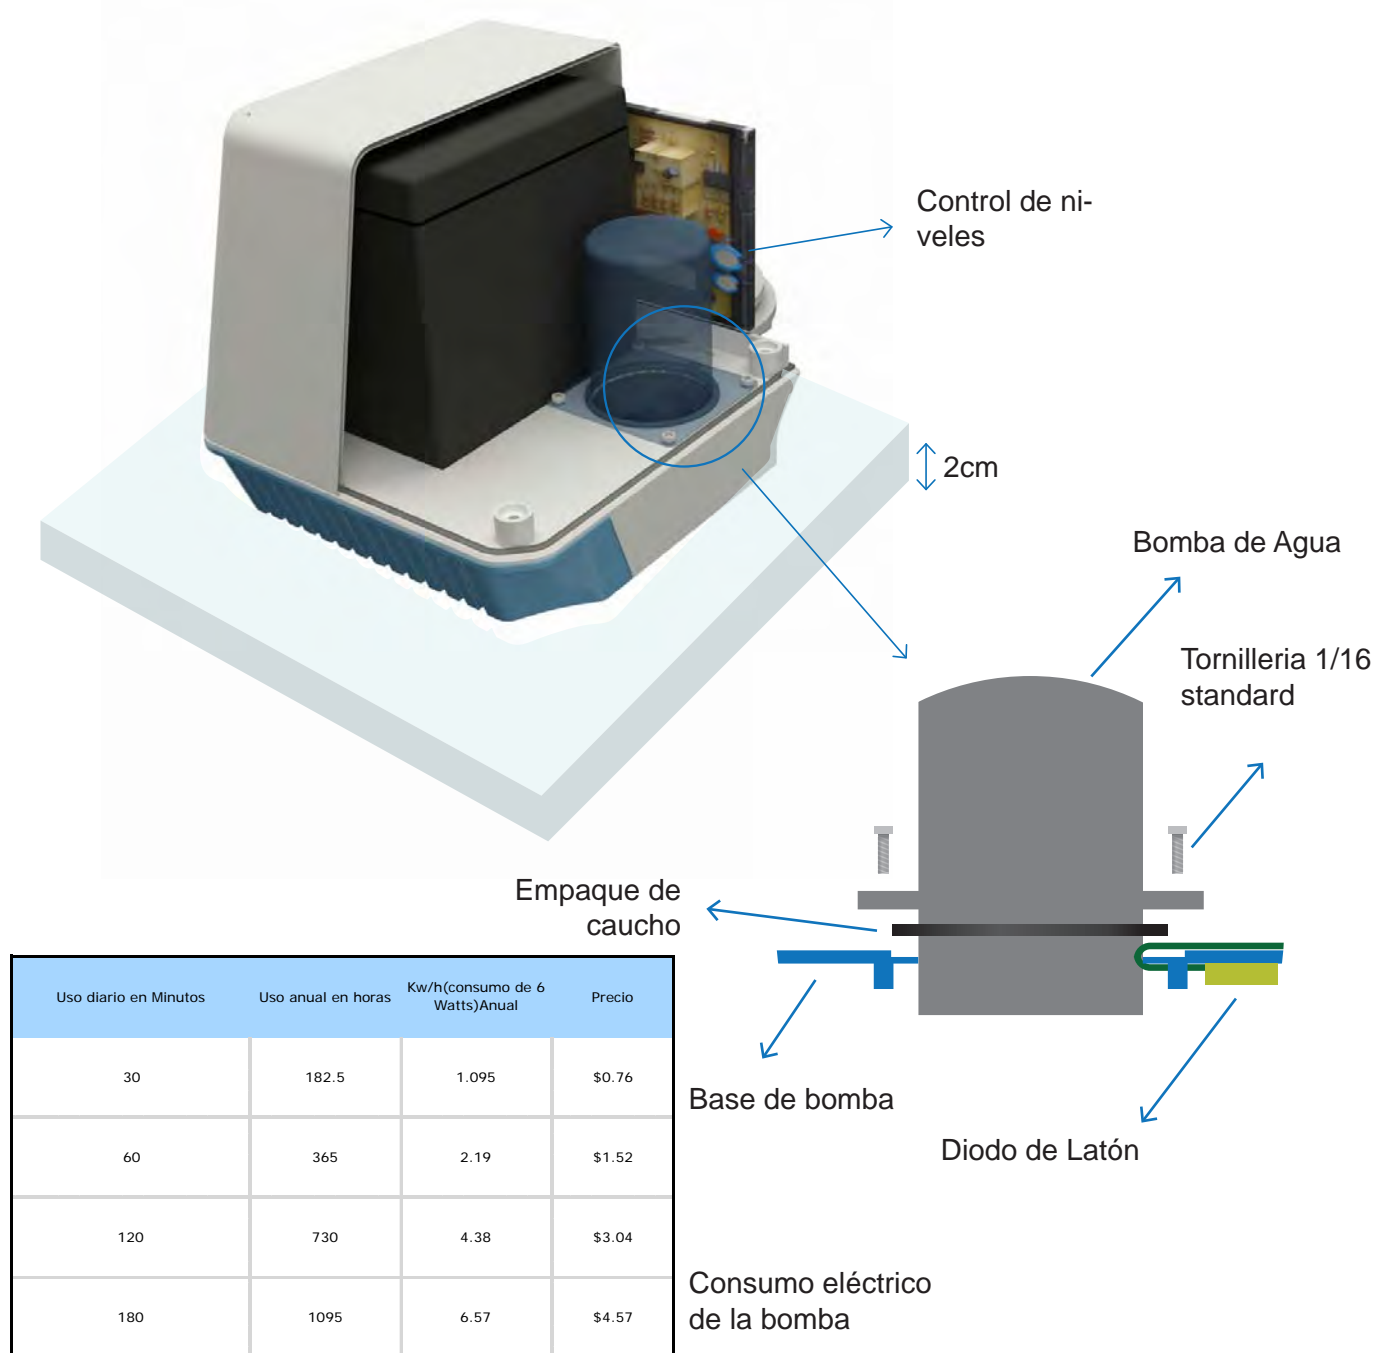 Control de ni-
veles
2cm
Bomba de Agua
Tornilleria 1/16
standard
Empaque de
caucho
Base de bomba
Diodo de Latón
Uso diario en Minutos Uso anual en horas Kw/h(consumo de 6 Watts)Anual Precio
30 182.5 1.095 $0.76
60 365 2.19 $1.52
120 730 4.38 $3.04
180 1095 6.57 $4.57
Consumo eléctrico
de la bomba